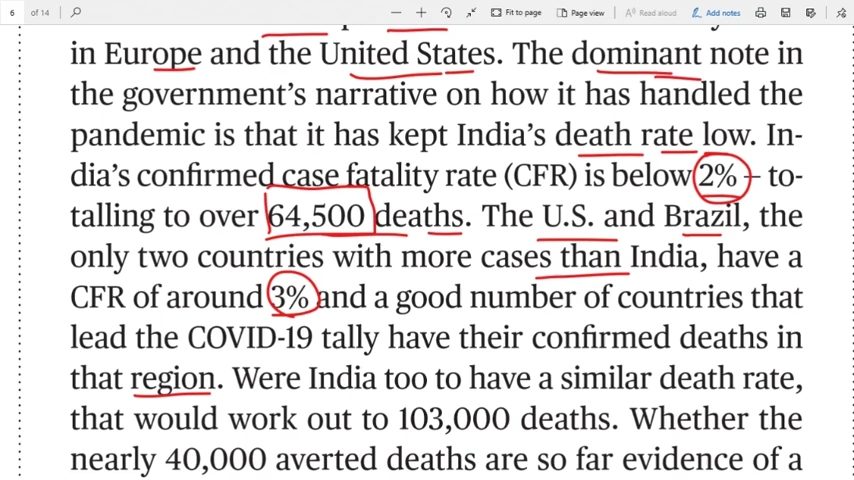 6 of 14 Fit to page Page view Read aloud Add notes
in Europe and the United States. The dominant note in
the government's narrative on how it has handled the
pandemic is that it has kept India's death rate low. In-
dia's confirmed case fatality rate (CFR) is below 2% – to-
talling to over 64,500 deaths. The U.S. and Brazil, the
only two countries with more cases than India, have a
CFR of around 3% and a good number of countries that
lead the COVID-19 tally have their confirmed deaths in
that region. Were India too to have a similar death rate,
that would work out to 103,000 deaths. Whether the
nearly 40,000 averted deaths are so far evidence of a